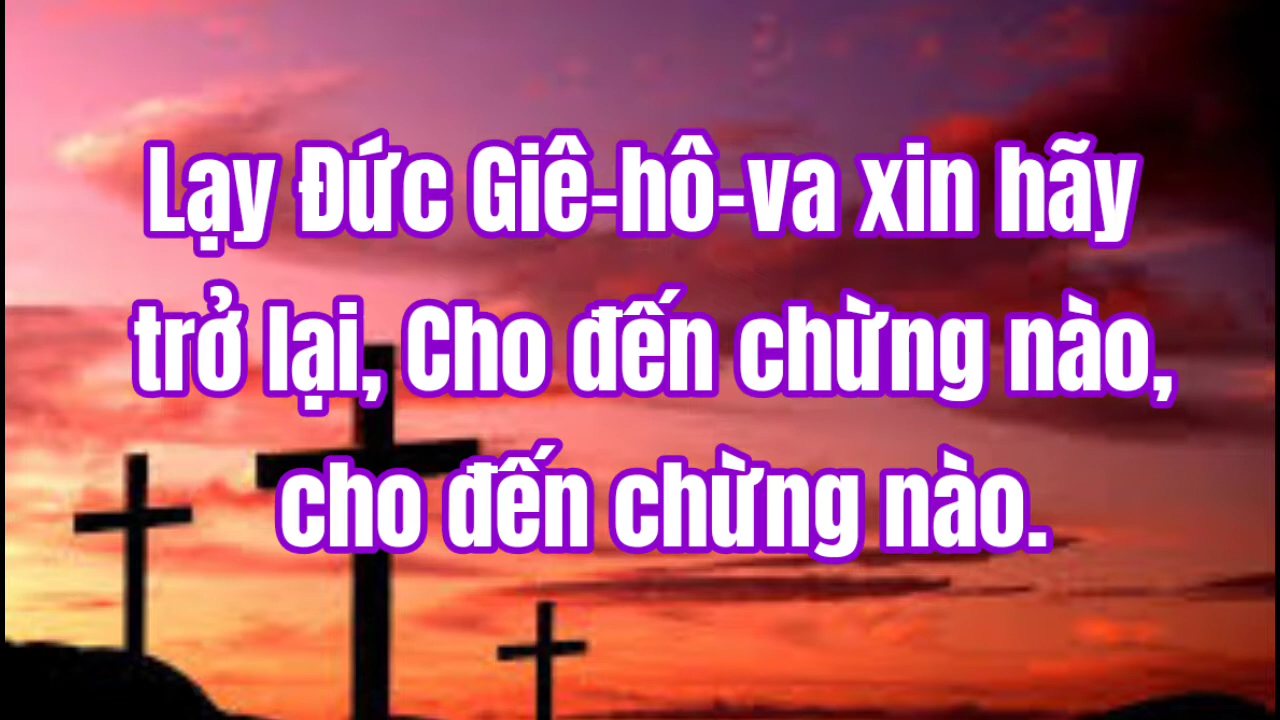 Lạy Đức Giê-hô-va xin hãy
trở lại, Cho đến chừng nào,
cho đến chừng nào.